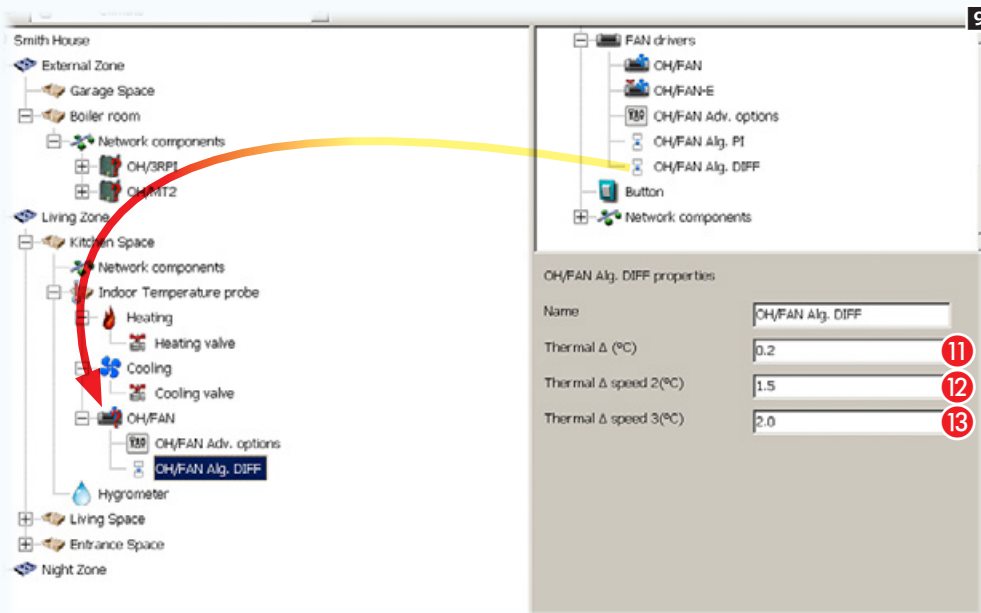 9
Smith House
External Zone
Garage Space
Boiler room
Network components
OH/3RPI
OH/MT2
Living Zone
Kitchen Space
Network components
Indoor Temperature probe
Heating
Heating valve
Cooling
Cooling valve
OH/FAN
OH/FAN Adv. options
OH/FAN Alg. DIFF
Hygrometer
Living Space
Entrance Space
Night Zone
FAN drivers
OH/FAN
OH/FAN-E
OH/FAN Adv. options
OH/FAN Alg. PI
OH/FAN Alg. DIFF
Button
Network components
OH/FAN Alg. DIFF properties
Name OH/FAN Alg. DIFF
Thermal Δ (ºC) 0.2 11
Thermal Δ speed 2(ºC) 1.5 12
Thermal Δ speed 3(ºC) 2.0 13